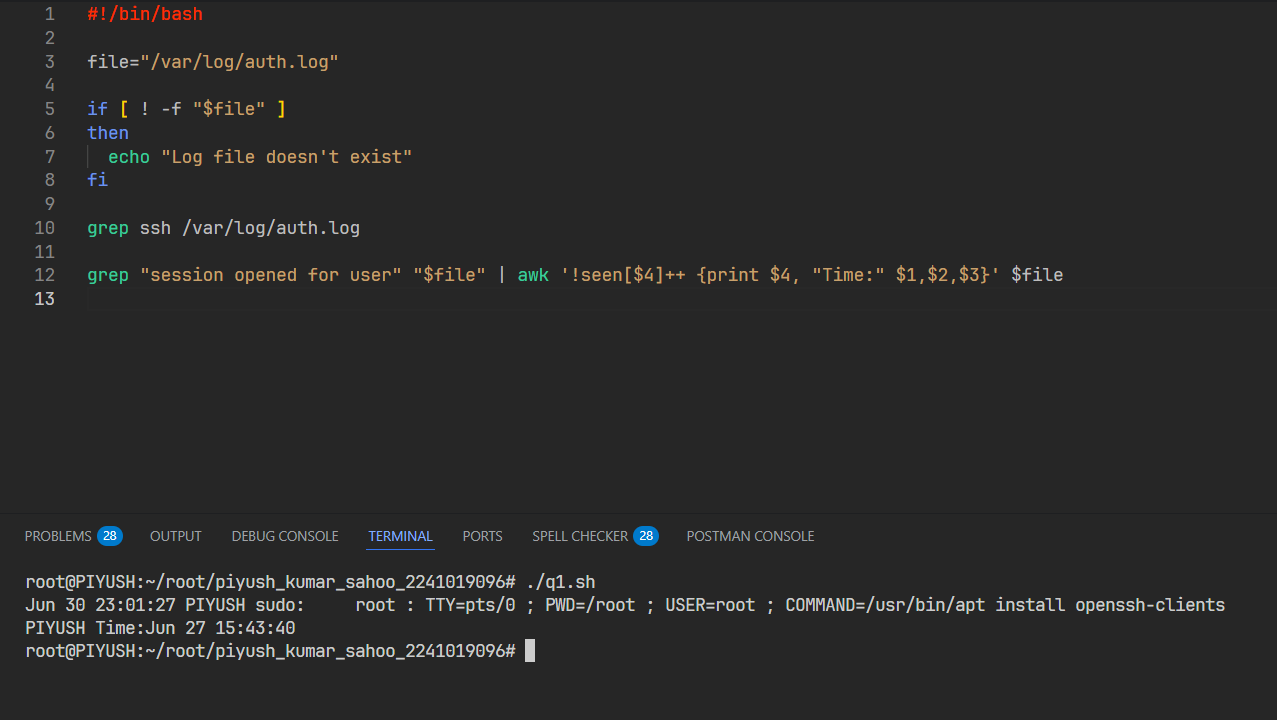 1 #!/bin/bash
2
3 file="/var/log/auth.log"
4
5 if [ ! -f "$file" ]
6 then
7   echo "Log file doesn't exist"
8 fi
9
10 grep ssh /var/log/auth.log
11
12 grep "session opened for user" "$file" | awk '!seen[$4]++ {print $4, "Time:" $1,$2,$3}' $file
13
PROBLEMS 28 OUTPUT DEBUG CONSOLE TERMINAL PORTS SPELL CHECKER 28 POSTMAN CONSOLE
root@PIYUSH:~/root/piyush_kumar_sahoo_2241019096# ./q1.sh
Jun 30 23:01:27 PIYUSH sudo:     root : TTY=pts/0 ; PWD=/root ; USER=root ; COMMAND=/usr/bin/apt install openssh-clients
PIYUSH Time:Jun 27 15:43:40
root@PIYUSH:~/root/piyush_kumar_sahoo_2241019096#